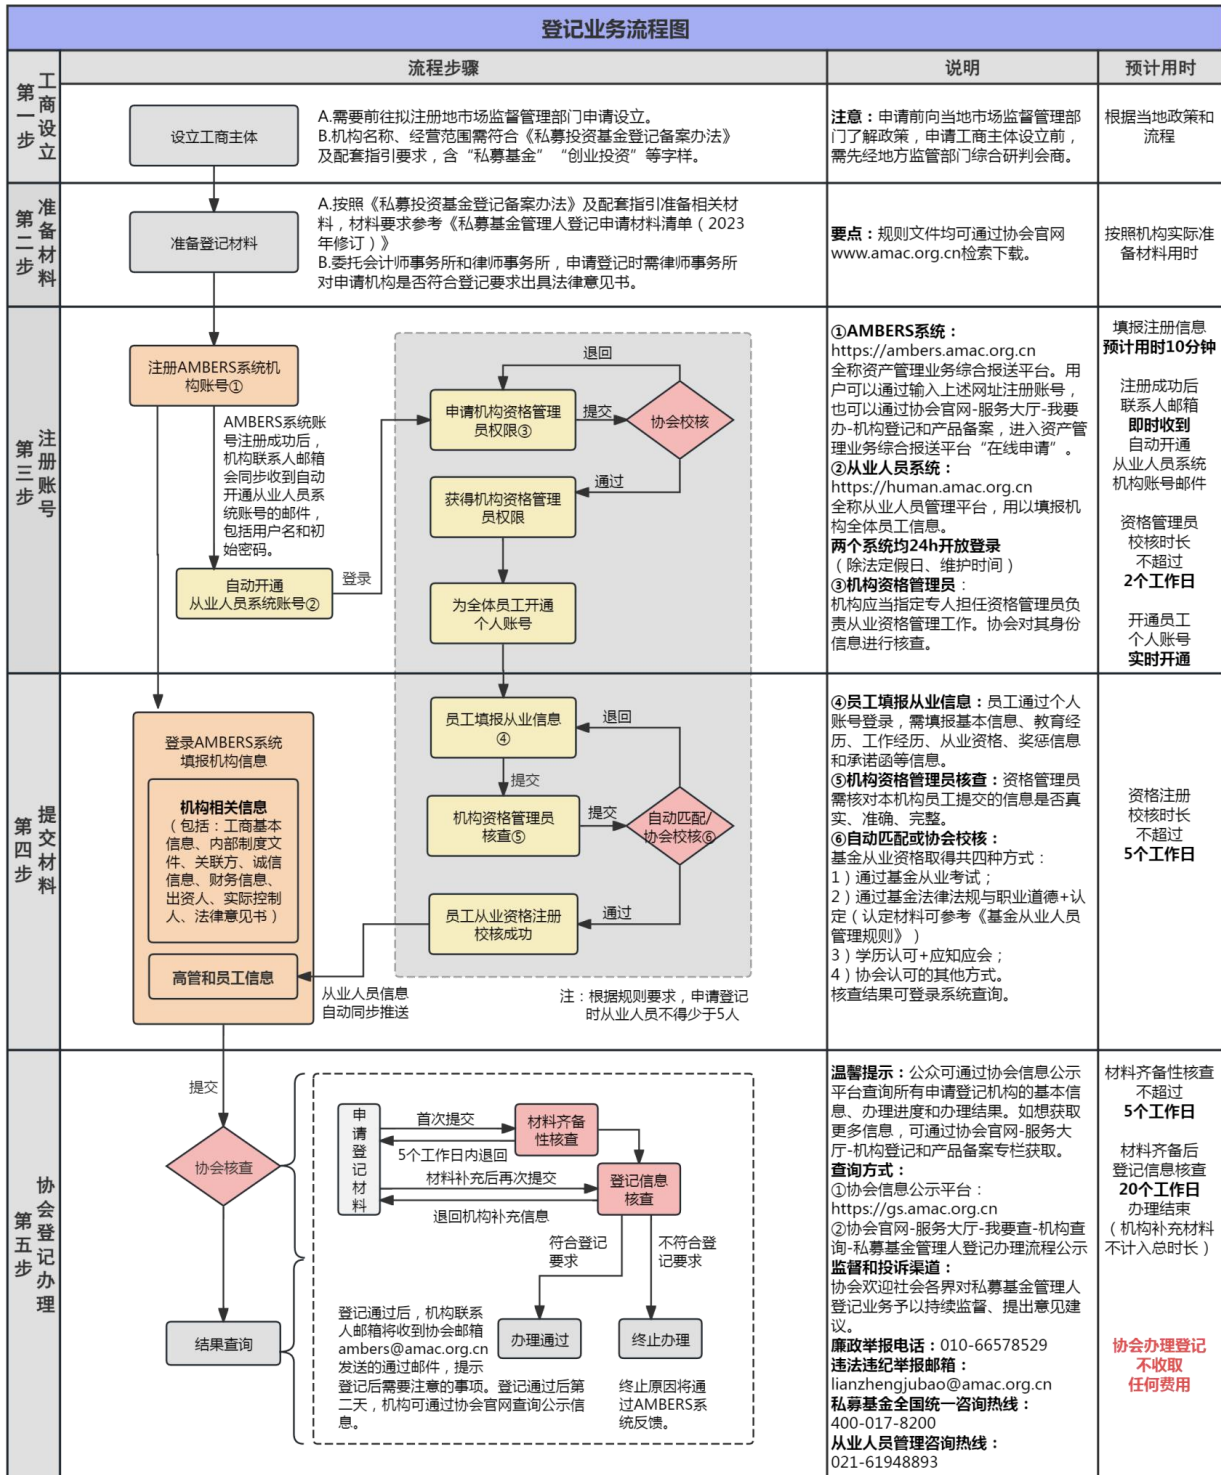 登记业务流程图
流程步骤
说明
预计用时
第一步
工商设立
设立工商主体
A.需要前往拟注册地市场监督管理部门申请设立。
B.机构名称、经营范围需符合《私募投资基金登记备案办法》
及配套指引要求，含“私募基金”“创业投资”等字样。
注意：申请前向当地市场监督管理部
门了解政策，申请工商主体设立前，
需先经地方监管部门综合研判会商。
根据当地政策和
流程
第二步
准备材料
准备登记材料
A.按照《私募投资基金登记备案办法》及配套指引准备相关材
料，材料要求参考《私募基金管理人登记申请材料清单（2023
年修订）》
B.委托会计师事务所和律师事务所，申请登记时需律师事务所
对申请机构是否符合登记要求出具法律意见书。
要点：规则文件均可通过协会官网
www.amac.org.cn检索下载。
按照机构实际准
备材料用时
第三步
注册账号
注册AMBERS系统机
构账号①
AMBERS系统账
号注册成功后，
机构联系人邮箱
会同步收到自动
开通从业人员系
统账号的邮件，
包括用户名和初
始密码。
自动开通
从业人员系统账号②
登录
退回
申请机构资格管理
员权限③
提交
协会校核
通过
获得机构资格管理
员权限
为全体员工开通
个人账号
①AMBERS系统：
https://ambers.amac.org.cn
全称资产管理业务综合报送平台。用
户可以通过输入上述网址注册账号，
也可以通过协会官网-服务大厅-我要
办-机构登记和产品备案，进入资产管
理业务综合报送平台“在线申请”。
②从业人员系统：
https://human.amac.org.cn
全称从业人员管理平台，用以填报机
构全体员工信息。
两个系统均24h开放登录
（除法定假日、维护时间）
③机构资格管理员：
机构应当指定专人担任资格管理员负
责从业资格管理工作。协会对其身份
信息进行核查。
填报注册信息
预计用时10分钟
注册成功后
联系人邮箱
即时收到
自动开通
从业人员系统
机构账号邮件
资格管理员
校核时长
不超过
2个工作日
开通员工
个人账号
实时开通
第四步
提交材料
登录AMBERS系统
填报机构信息
机构相关信息
（包括：工商基本
信息、内部制度文
件、关联方、诚信
信息、财务信息、
出资人、实际控制
人、法律意见书）
高管和员工信息
员工填报从业信息
④
退回
提交
机构资格管理员
核查⑤
提交
自动匹配/
协会校核⑥
通过
员工从业资格注册
校核成功
从业人员信息
自动同步推送
注：根据规则要求，申请登记
时从业人员不得少于5人
④员工填报从业信息：员工通过个人
账号登录，需填报基本信息、教育经
历、工作经历、从业资格、奖惩信息
和承诺函等信息。
⑤机构资格管理员核查：资格管理员
需核对本机构员工提交的信息是否真
实、准确、完整。
⑥自动匹配或协会校核：
基金从业资格取得共四种方式：
1）通过基金从业考试；
2）通过基金法律法规与职业道德+认
定（认定材料可参考《基金从业人员
管理规则》）
3）学历认可+应知应会；
4）协会认可的其他方式。
核查结果可登录系统查询。
资格注册
校核时长
不超过
5个工作日
第五步
协会登记办理
提交
协会核查
结果查询
申请登记材料
首次提交
材料齐备
性核查
5个工作日内退回
材料补充后再次提交
登记信息
核查
退回机构补充信息
符合登记
要求
不符合登
记要求
办理通过
终止办理
登记通过后，机构联系
人邮箱将收到协会邮箱
ambers@amac.org.cn
发送的通过邮件，提示
登记后需要注意的事项。登记通过后第
二天，机构可通过协会官网查询公示信
息。
终止原因将通
过AMBERS系
统反馈。
温馨提示：公众可通过协会信息公示
平台查询所有申请登记机构的基本信
息、办理进度和办理结果。如想获取
更多信息，可通过协会官网-服务大
厅-机构登记和产品备案专栏获取。
查询方式：
①协会信息公示平台：
https://gs.amac.org.cn
②协会官网-服务大厅-我要查-机构查
询-私募基金管理人登记办理流程公示
监督和投诉渠道：
协会欢迎社会各界对私募基金管理人
登记业务予以持续监督、提出意见建
议。
廉政举报电话：010-66578529
违法违纪举报邮箱：
lianzhengjubao@amac.org.cn
私募基金全国统一咨询热线：
400-017-8200
从业人员管理咨询热线：
021-61948893
材料齐备性核查
不超过
5个工作日
材料齐备后
登记信息核查
20个工作日
办理结束
（机构补充材料
不计入总时长）
协会办理登记
不收取
任何费用